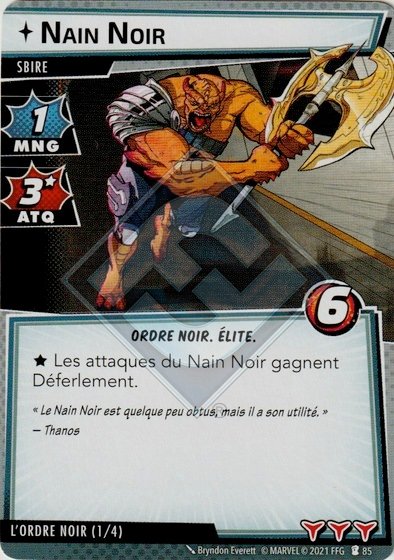 Nain Noir
SBIRE
1
MNG
3
ATQ
6
ORDRE NOIR. ÉLITE.
★ Les attaques du Nain Noir gagnent
Déferlement.
« Le Nain Noir est quelque peu obtus, mais il a son utilité. »
– Thanos
L'ORDRE NOIR (1/4)
Bryndon Everett © MARVEL © 2021 FFG 85